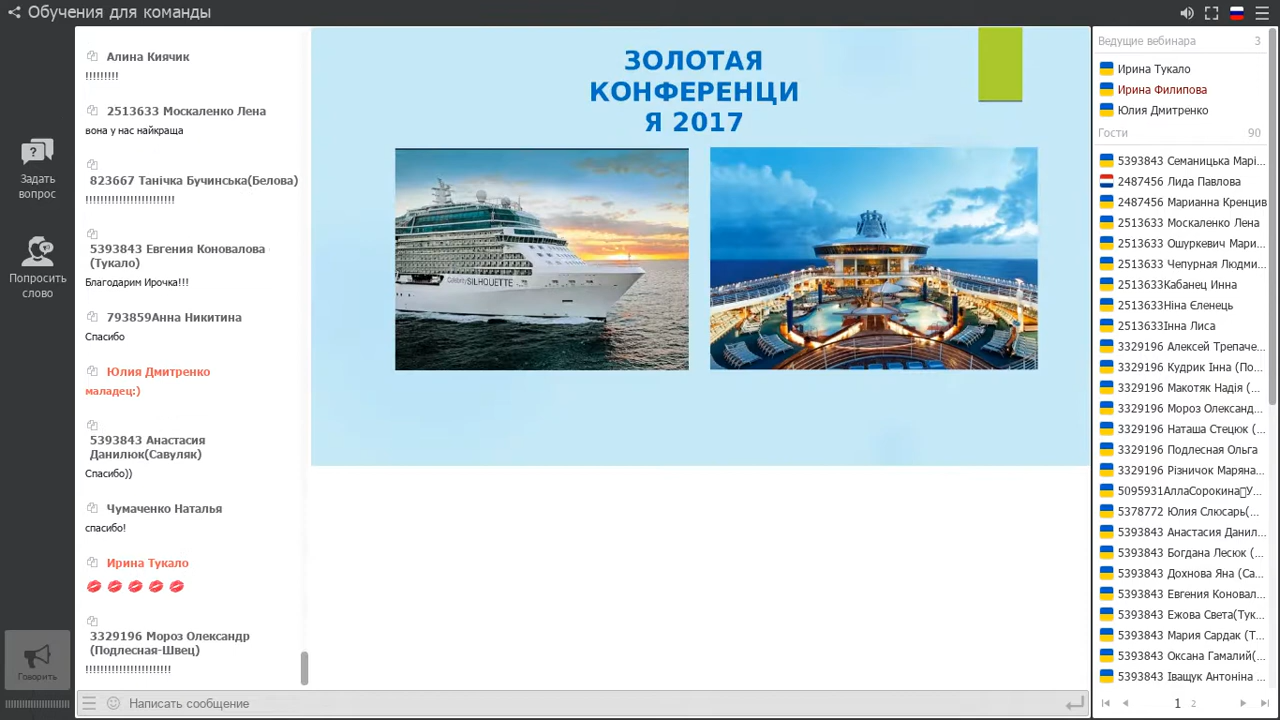 Обучения для команды
Задать
вопрос
Попросить
слово
Говорить
Алина Киячик
!!!!!!!!!
2513633 Москаленко Лена
вона у нас найкраща
823667 Танічка Бучинська(Белова)
!!!!!!!!!!!!!!!!!!!!!!!!
5393843 Евгения Коновалова
(Тукало)
Благодарим Ирочка!!!
793859Анна Никитина
Спасибо
Юлия Дмитренко
маладец:)
5393843 Анастасия
Данилюк(Савуляк)
Спасибо))
Чумаченко Наталья
спасибо!
Ирина Тукало
3329196 Мороз Олександр
(Подлесная-Швец)
!!!!!!!!!!!!!!!!!!!!!!!
Написать сообщение
ЗОЛОТАЯ
КОНФЕРЕНЦИ
Я 2017
Celebrity SILHOUETTE
Ведущие вебинара 3
Ирина Тукало
Ирина Филипова
Юлия Дмитренко
Гости 90
5393843 Семаницька Марі...
2487456 Лида Павлова
2487456 Марианна Кренцив
2513633 Москаленко Лена
2513633 Ошуркевич Мари...
2513633 Чепурная Людми...
2513633Кабанец Инна
2513633Ніна Єленець
2513633Інна Лиса
3329196 Алексей Трепаче...
3329196 Кудрик Інна (По...
3329196 Макотяк Надія (...
3329196 Мороз Олександ...
3329196 Наташа Стецюк (...
3329196 Подлесная Ольга
3329196 Різничок Маряна...
5095931АллаСорокина▯У...
5378772 Юлия Слюсарь(...
5393843 Анастасия Данил...
5393843 Богдана Лесюк (...
5393843 Дохнова Яна (Са...
5393843 Евгения Коновал...
5393843 Ежова Света(Тук...
5393843 Мария Сардак (Т...
5393843 Оксана Гамалий(...
5393843 Іващук Антоніна ...
1 2